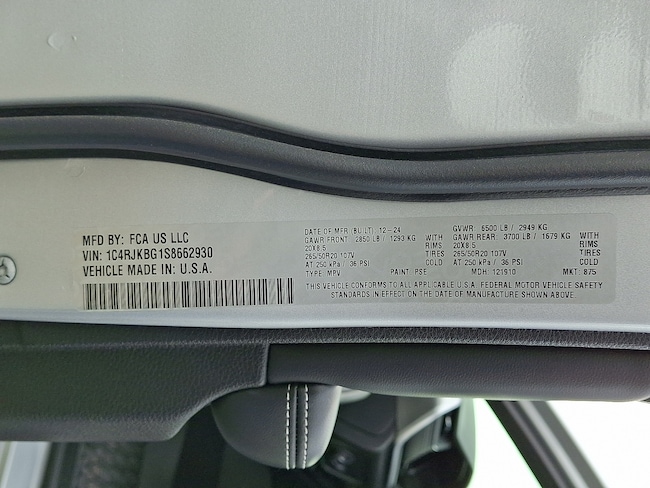 MFD BY: FCA US LLC
VIN: 1C4RJKBG1S8662930
VEHICLE MADE IN: U.S.A.
DATE OF MFR (BUILT): 12-24
GAWR FRONT: 2850 LB / 1293 KG WITH
20X8.5 RIMS
265/50R20 107V TIRES
AT 250 kPa / 36 PSI COLD
TYPE: MPV PAINT: PSE
GVWR: 6500 LB / 2949 KG
GAWR REAR: 3700 LB / 1679 KG WITH
20X8.5 RIMS
265/50R20 107V TIRES
AT 250 kPa / 36 PSI COLD
MDH: 121910 MKT: 875
THIS VEHICLE CONFORMS TO ALL APPLICABLE U.S.A. FEDERAL MOTOR VEHICLE SAFETY
STANDARDS IN EFFECT ON THE DATE OF MANUFACTURE SHOWN ABOVE.